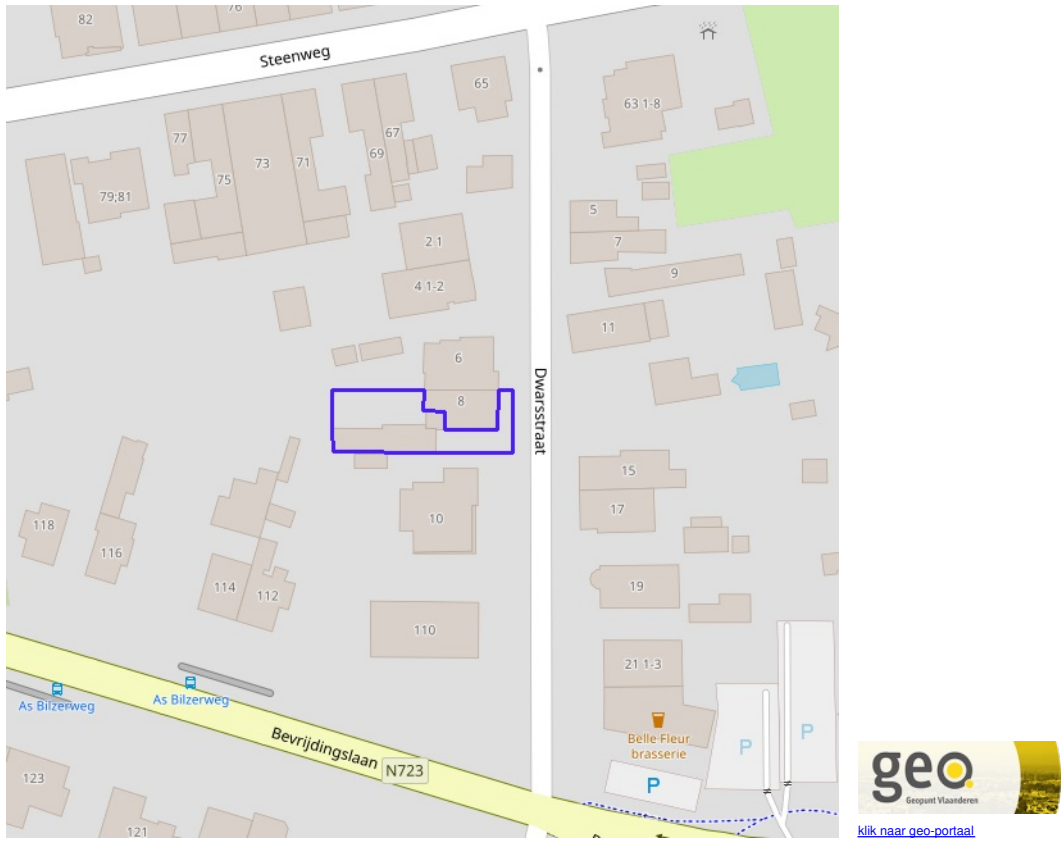 82
76
Steenweg
65
63 1-8
77
67
69
73
71
75
79;81
5
2 1
7
9
4 1-2
11
6
8
Dwarsstraat
15
17
10
118
116
19
114
112
110
21 1-3
As Bilzerweg
As Bilzerweg
Belle Fleur
brasserie
P
P
Bevrijdingslaan
N723
P
123
121
geo
Geopunt Vlaanderen
klik naar geo-portaal